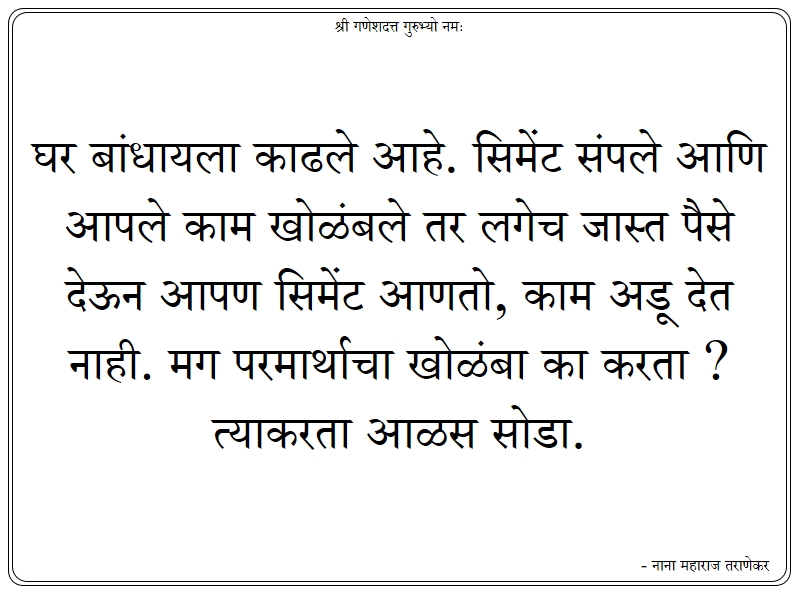 श्री गणेशदत्त गुरुभ्यो नमः
घर बांधायला काढले आहे. सिमेंट संपले आणि
आपले काम खोळंबले तर लगेच जास्त पैसे
देऊन आपण सिमेंट आणतो, काम अडू देत
नाही. मग परमार्थाचा खोळंबा का करता ?
त्याकरता आळस सोडा.
- नाना महाराज तराणेकर